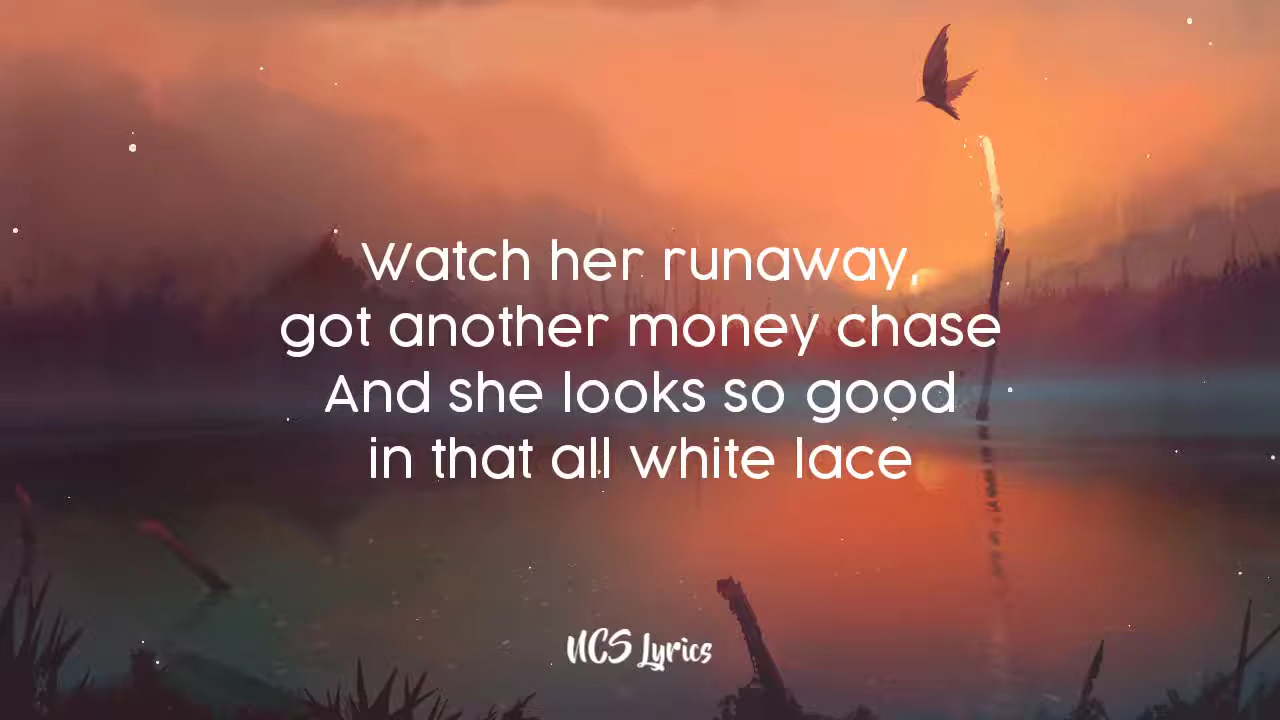 Watch her runaway,
got another money chase
And she looks so good
in that all white lace
NCS Lyrics